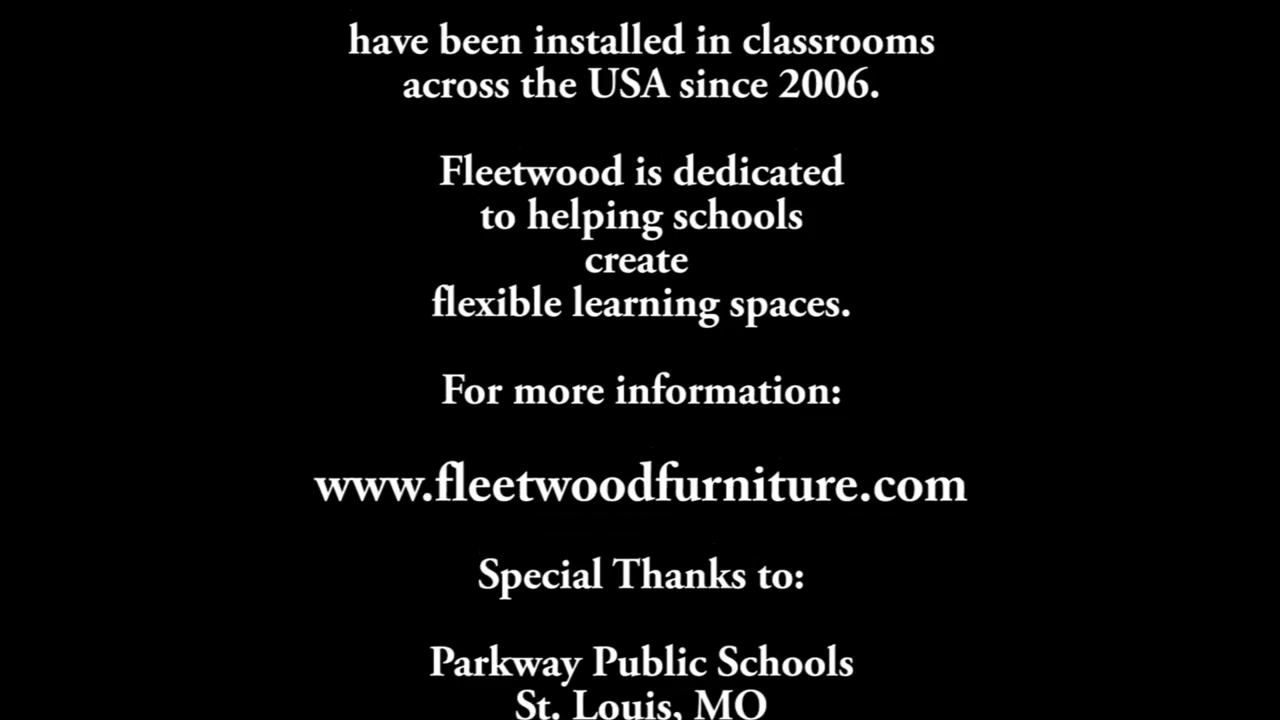 have been installed in classrooms
across the USA since 2006.
Fleetwood is dedicated
to helping schools
create
flexible learning spaces.
For more information:
www.fleetwoodfurniture.com
Special Thanks to:
Parkway Public Schools
St. Louis, MO